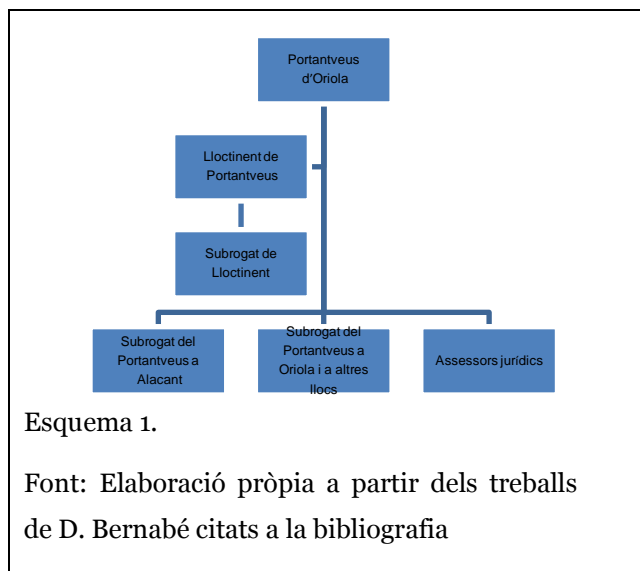 Portantveus
d'Oriola
Lloctinent de
Portantveus
Subrogat de
Lloctinent
Subrogat del
Portantveus a
Alacant
Subrogat del
Portantveus a
Oriola i a altres
llocs
Assessors jurídics
Esquema 1.
Font: Elaboració pròpia a partir dels treballs
de D. Bernabé citats a la bibliografia